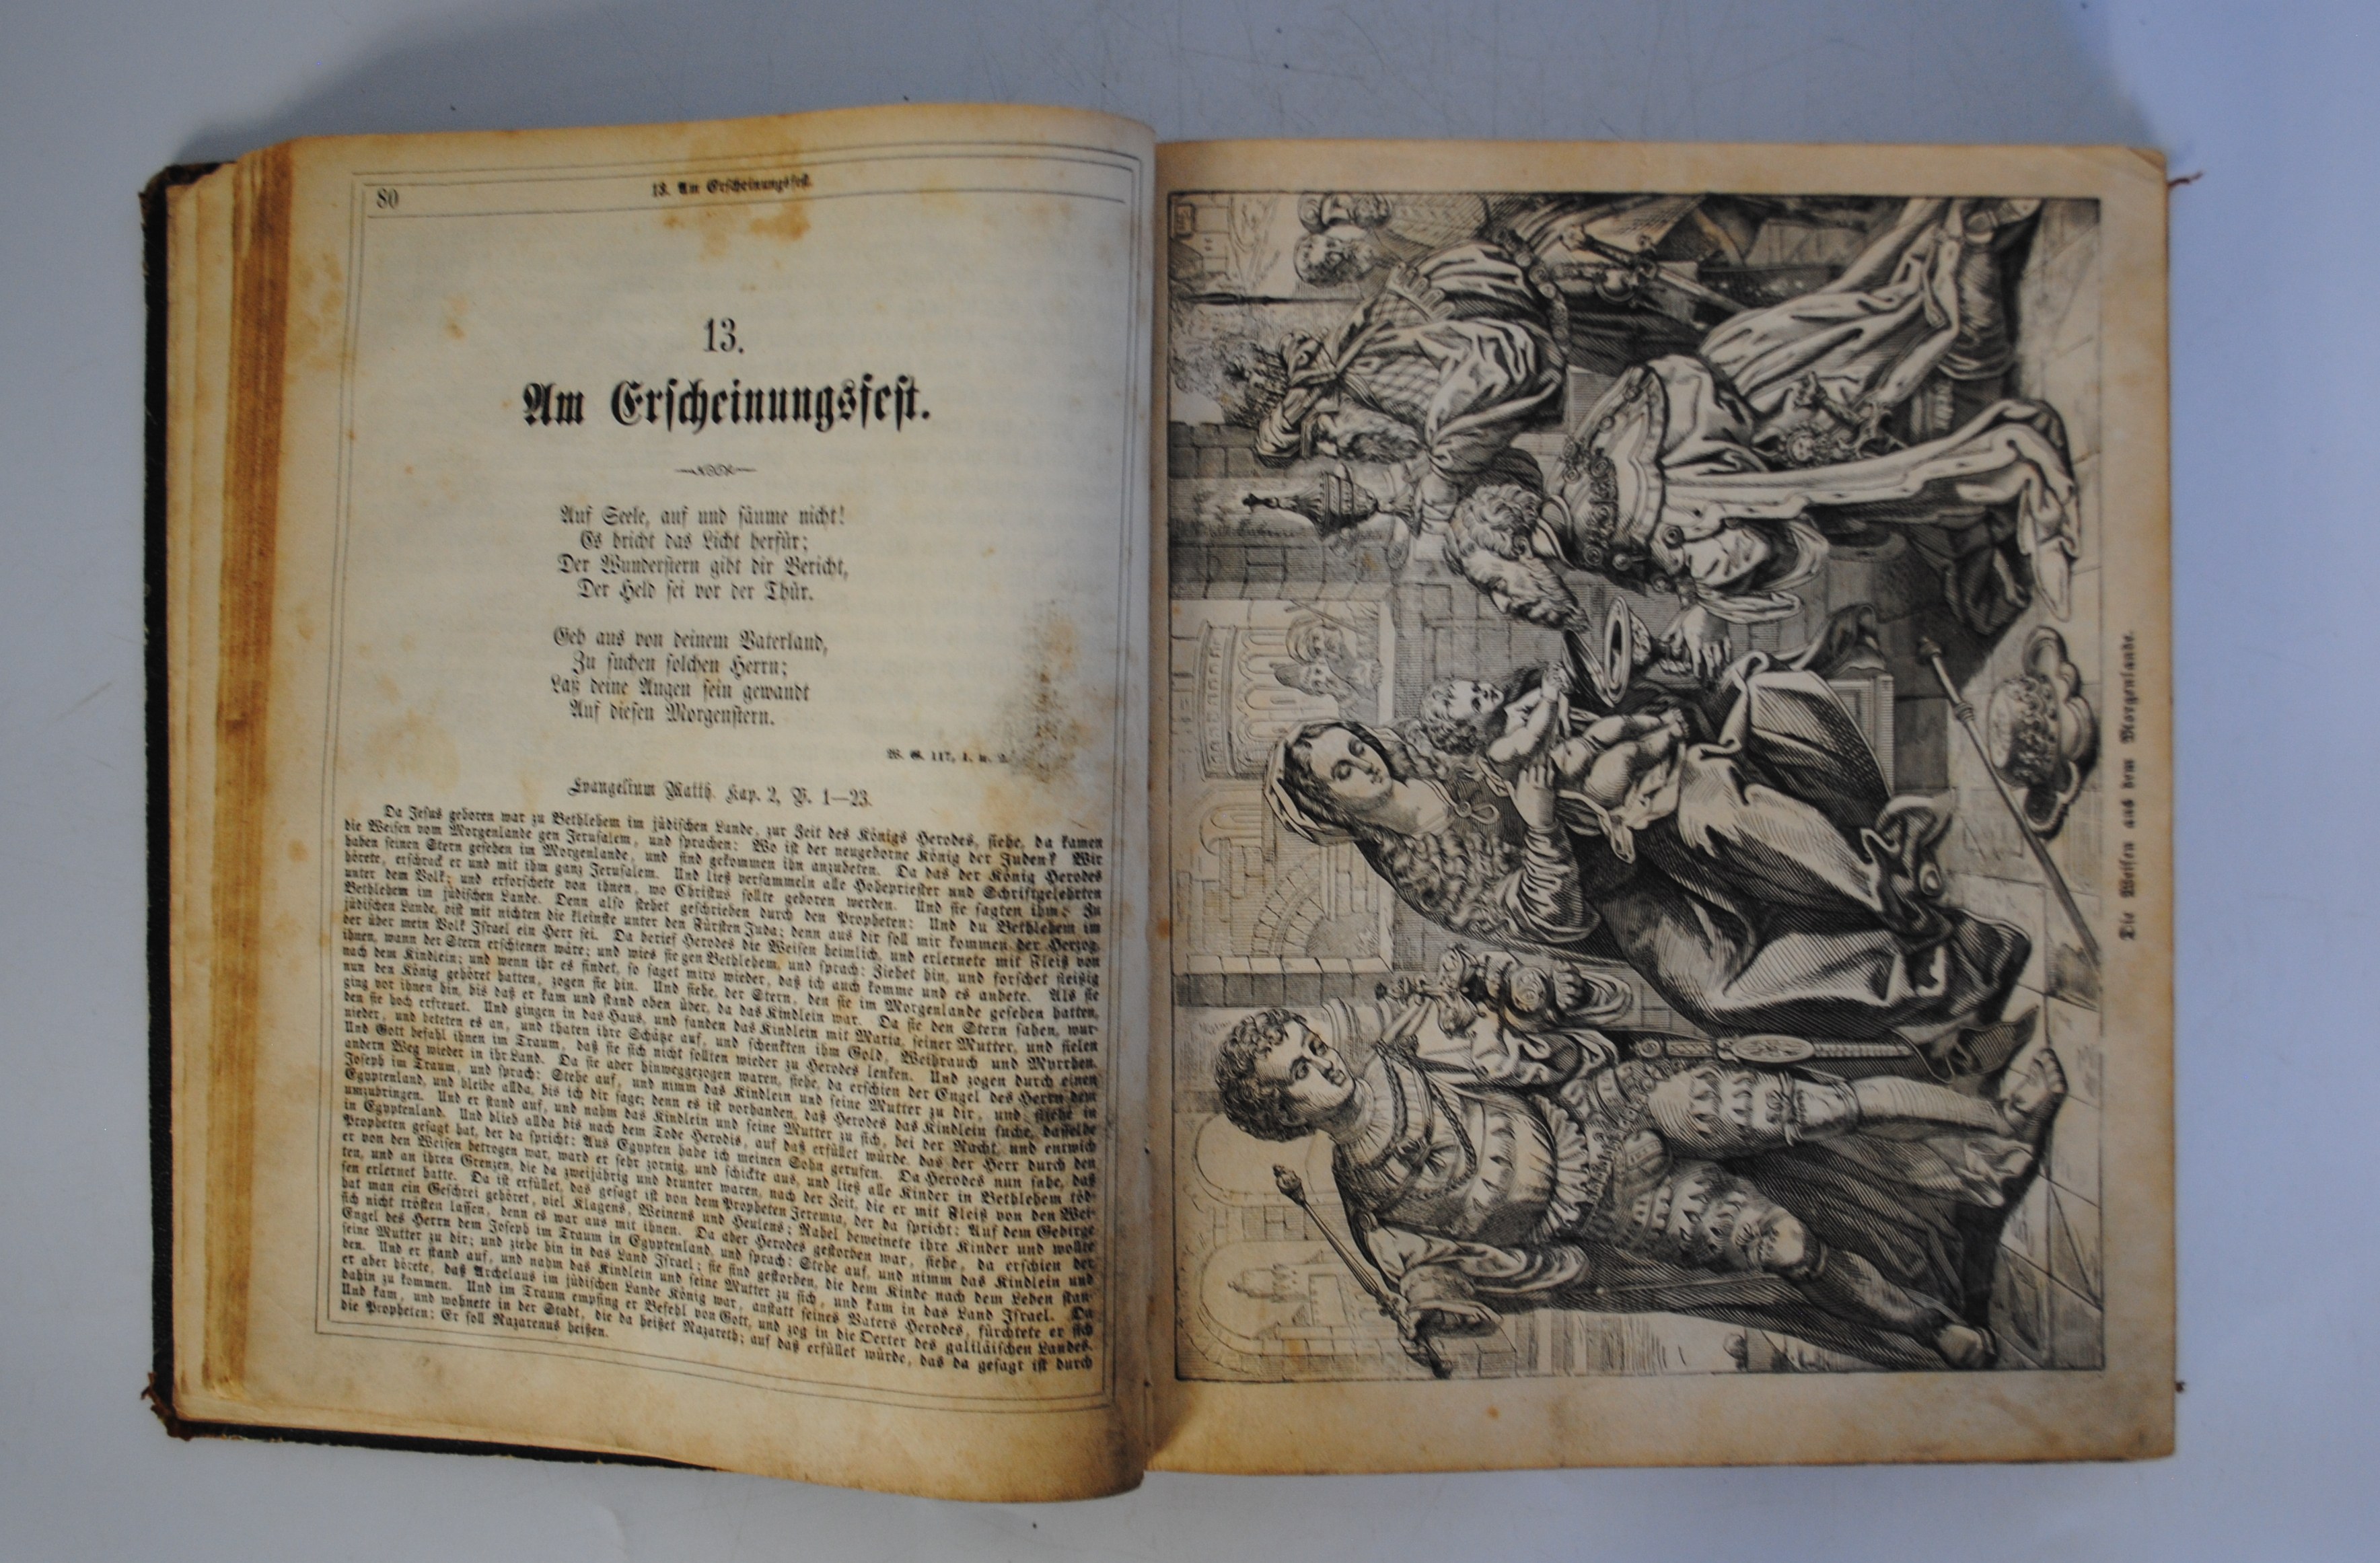 80
13. Am Erscheinungsfest.
13.
Am Erscheinungsfest.
Auf Seele, auf und säume nicht!
Es bricht das Licht herfür;
Der Wunderstern gibt dir Bericht,
Der Held sei vor der Thür.
Geh aus von deinem Vaterland,
Zu suchen solchen Herrn;
Laß deine Augen sein gewandt
Auf diesen Morgenstern.
W. G. 117, 1. u. 2.
Evangelium Matth. Kap. 2, V. 1—23.
Da Jesus geboren war zu Bethlehem im jüdischen Lande, zur Zeit des Königs Herodes, siehe, da kamen
die Weisen vom Morgenlande gen Jerusalem, und sprachen: Wo ist der neugeborne König der Juden? Wir
haben seinen Stern gesehen im Morgenlande, und sind gekommen ihn anzubeten. Da das der König Herodes
hörete, erschrack er und mit ihm ganz Jerusalem. Und ließ versammeln alle Hohepriester und Schriftgelehrten
unter dem Volk; und erforschete von ihnen, wo Christus sollte geboren werden. Und sie sagten ihm: Zu
Bethlehem im jüdischen Lande. Denn also stehet geschrieben durch den Propheten: Und du Bethlehem im
jüdischen Lande, bist mit nichten die kleinste unter den Fürsten Juda; denn aus dir soll mir kommen der Herzog,
der über mein Volk Israel ein Herr sei. Da berief Herodes die Weisen heimlich, und erlernete mit Fleiß von
ihnen, wann der Stern erschienen wäre; und wies sie gen Bethlehem, und sprach: Ziehet hin, und forschet fleißig
nach dem Kindlein; und wenn ihr es findet, so saget mirs wieder, daß ich auch komme und es anbete. Als sie
nun den König gehöret hatten, zogen sie hin. Und siehe, der Stern, den sie im Morgenlande gesehen hatten,
ging vor ihnen hin, bis daß er kam und stand oben über, da das Kindlein war. Da sie den Stern sahen, wur-
den sie hoch erfreuet. Und gingen in das Haus, und fanden das Kindlein mit Maria, seiner Mutter, und fielen
nieder, und beteten es an, und thaten ihre Schätze auf, und schenkten ihm Gold, Weihrauch und Myrrhen.
Und Gott befahl ihnen im Traum, daß sie sich nicht sollten wieder zu Herodes lenken. Und zogen durch einen
andern Weg wieder in ihr Land. Da sie aber hinweggezogen waren, siehe, da erschien der Engel des Herrn dem
Joseph im Traum, und sprach: Stehe auf, und nimm das Kindlein und seine Mutter zu dir, und fliehe in
Egyptenland, und bleibe allda, bis ich dir sage; denn es ist vorhanden, daß Herodes das Kindlein suche, dasselbe
umzubringen. Und er stand auf, und nahm das Kindlein und seine Mutter zu sich, bei der Nacht, und entwich
in Egyptenland. Und blieb allda bis nach dem Tode Herodis, auf daß erfüllet würde, das der Herr durch den
Propheten gesagt hat, der da spricht: Aus Egypten habe ich meinen Sohn gerufen. Da Herodes nun sahe, daß
er von den Weisen betrogen war, ward er sehr zornig, und schickte aus, und ließ alle Kinder in Bethlehem töd-
ten, und an ihren Grenzen, die da zweijährig und drunter waren, nach der Zeit, die er mit Fleiß von den Wei-
sen erlernet hatte. Da ist erfüllet, das gesagt ist von dem Propheten Jeremia, der da spricht: Auf dem Gebirge
hat man ein Geschrei gehöret, viel Klagens, Weinens und Heulens; Rahel beweinete ihre Kinder und wollte
sich nicht trösten lassen, denn es war aus mit ihnen. Da aber Herodes gestorben war, siehe, da erschien der
Engel des Herrn dem Joseph im Traum in Egyptenland, und sprach: Stehe auf, und nimm das Kindlein und
seine Mutter zu dir; und ziehe hin in das Land Israel; sie sind gestorben, die dem Kinde nach dem Leben stan-
den. Und er stand auf, und nahm das Kindlein und seine Mutter zu sich, und kam in das Land Israel. Da
er aber hörete, daß Archelaus im jüdischen Lande König war, anstatt seines Vaters Herodes, fürchtete er sich
dahin zu kommen. Und im Traum empfing er Befehl von Gott, und zog in die Oerter des galiläischen Landes.
Und kam, und wohnete in der Stadt, die da heißet Nazareth; auf daß erfüllet würde, das da gesagt ist durch
die Propheten: Er soll Nazarenus heißen.
Die Weisen aus dem Morgenlande.